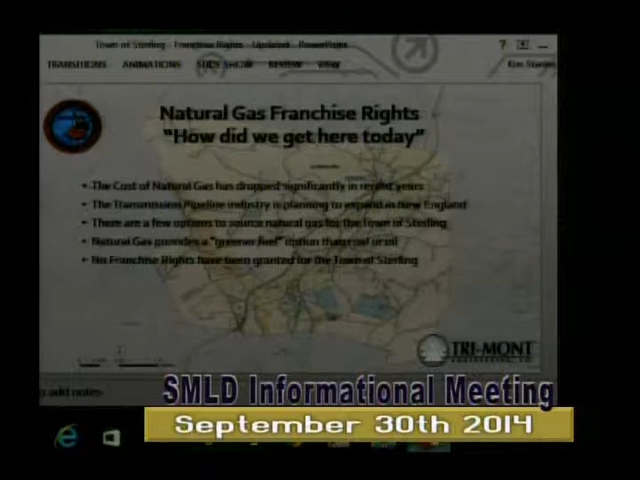 Town of Sterling - Franchise Rights - Updated - PowerPoint
?
TRANSITIONS ANIMATIONS SLIDE SHOW REVIEW VIEW
Natural Gas Franchise Rights
"How did we get here today"
• The Cost of Natural Gas has dropped significantly in recent years
• The Transmission Pipeline industry is planning to expand in New England
• There are a few options to source natural gas for the Town of Sterling
• Natural Gas provides a "greener fuel" option than coal or oil
• No Franchise Rights have been granted for the Town of Sterling
TRI-MONT
ENGINEERING CO
o add notes
SMLD Informational Meeting
September 30th 2014